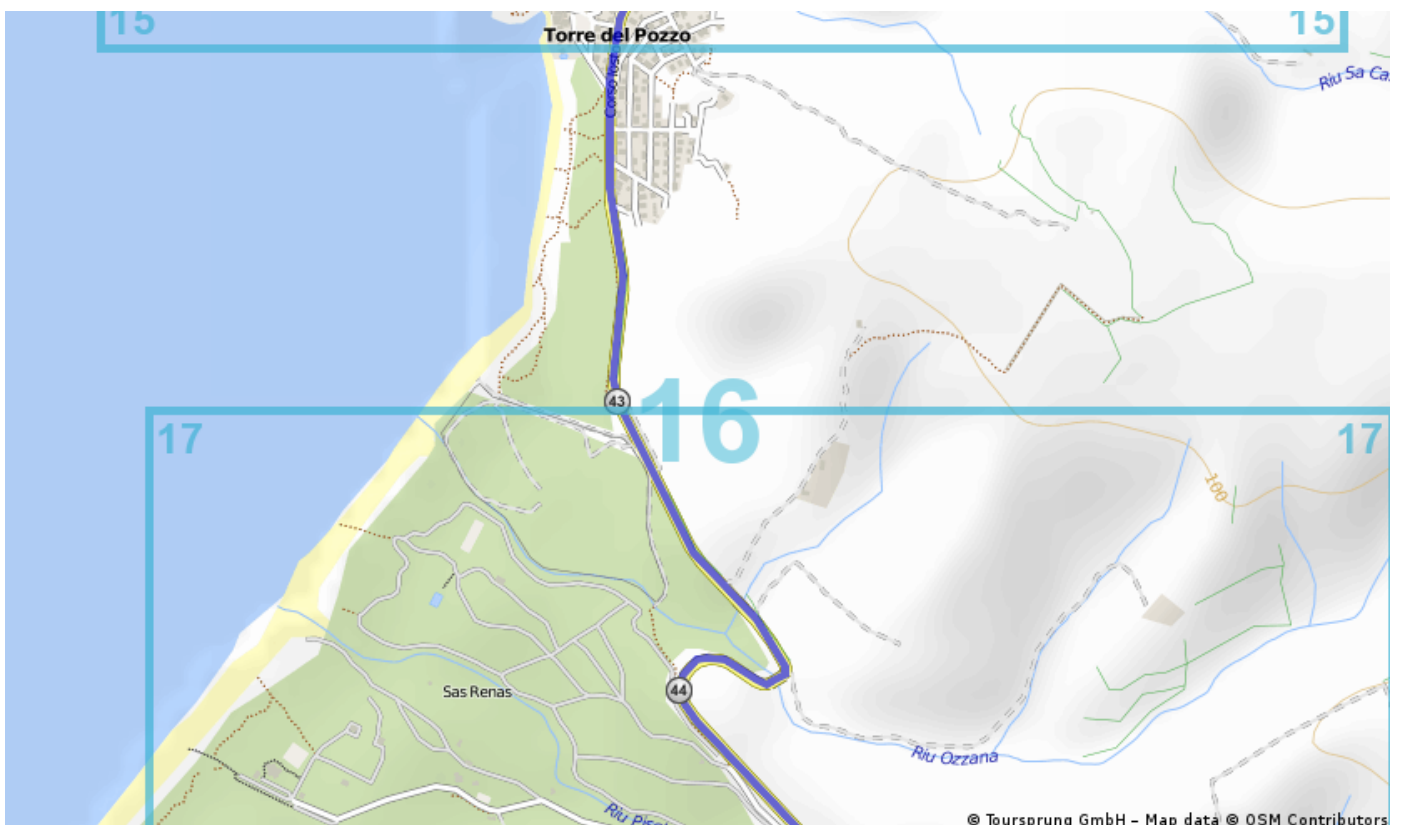 15
15
Torre del Pozzo
Riu Sa Ca
43
16
17
17
100
44
Sas Renas
Riu Ozzana
Riu Pis
© Toursprung GmbH – Map data © OSM Contributors